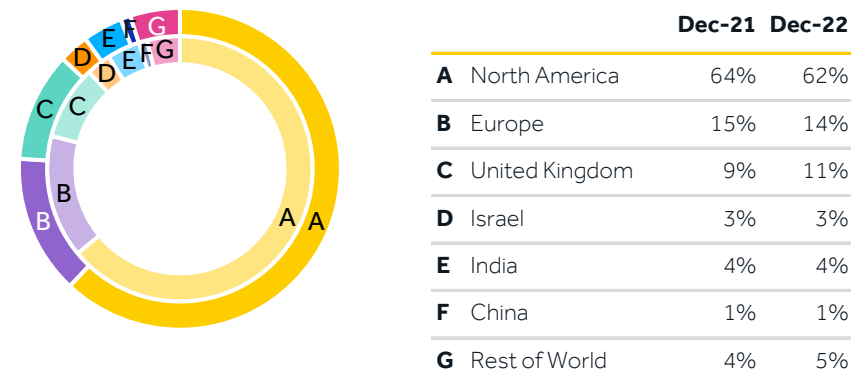 F
G
E
F
G
D
E
D
C
C
B
B
A
A
Dec-21 Dec-22
A North America 64% 62%
B Europe 15% 14%
C United Kingdom 9% 11%
D Israel 3% 3%
E India 4% 4%
F China 1% 1%
G Rest of World 4% 5%